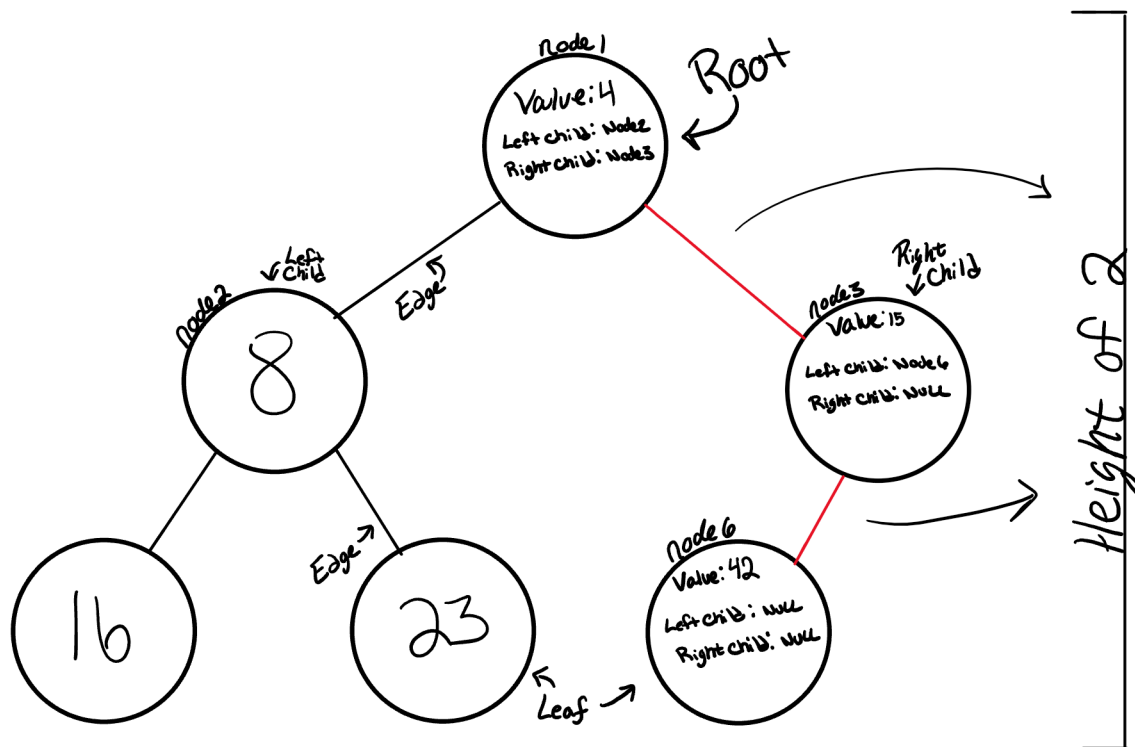 node1
Value: 4
Left child: Node2
Right child: Node3
Root
Left
Child
node2
8
Edge
Right
Child
node3
Value: 15
Left child: Node6
Right child: NULL
Height of 2
16
Edge
23
Leaf
node6
Value: 42
Left child: NULL
Right child: NULL